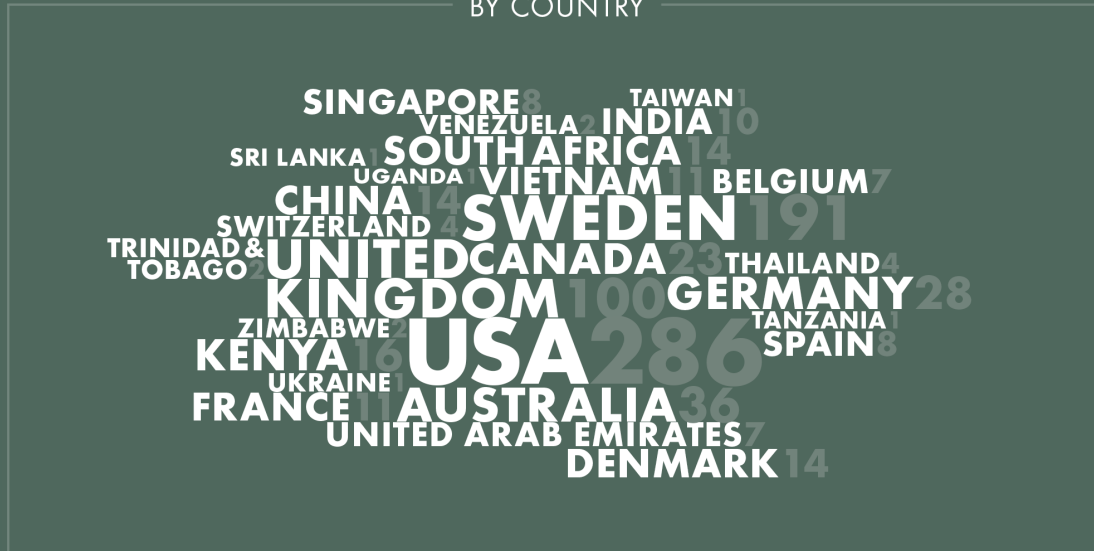 BY COUNTRY
SINGAPORE 8
TAIWAN 1
VENEZUELA 2
INDIA 10
SRI LANKA 1
SOUTH AFRICA 14
UGANDA 1
VIETNAM 11
BELGIUM 7
CHINA 14
SWEDEN 191
SWITZERLAND 4
TRINIDAD &
TOBAGO 2
UNITED
KINGDOM 100
CANADA 23
THAILAND 4
GERMANY 28
TANZANIA 1
ZIMBABWE 2
USA 286
SPAIN 8
KENYA 16
UKRAINE 1
FRANCE 11
AUSTRALIA 36
UNITED ARAB EMIRATES 7
DENMARK 14